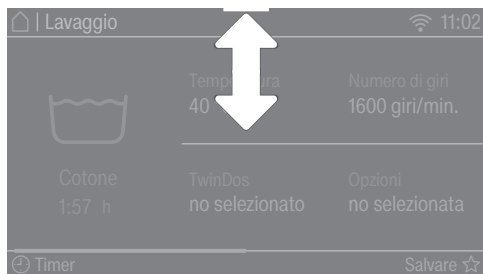 | Lavaggio 11:02
Numero di giri
40 1600 giri/min.
Cotone
1:57 h
TwinDos Opzioni
no selezionato no selezionata
Timer Salvare